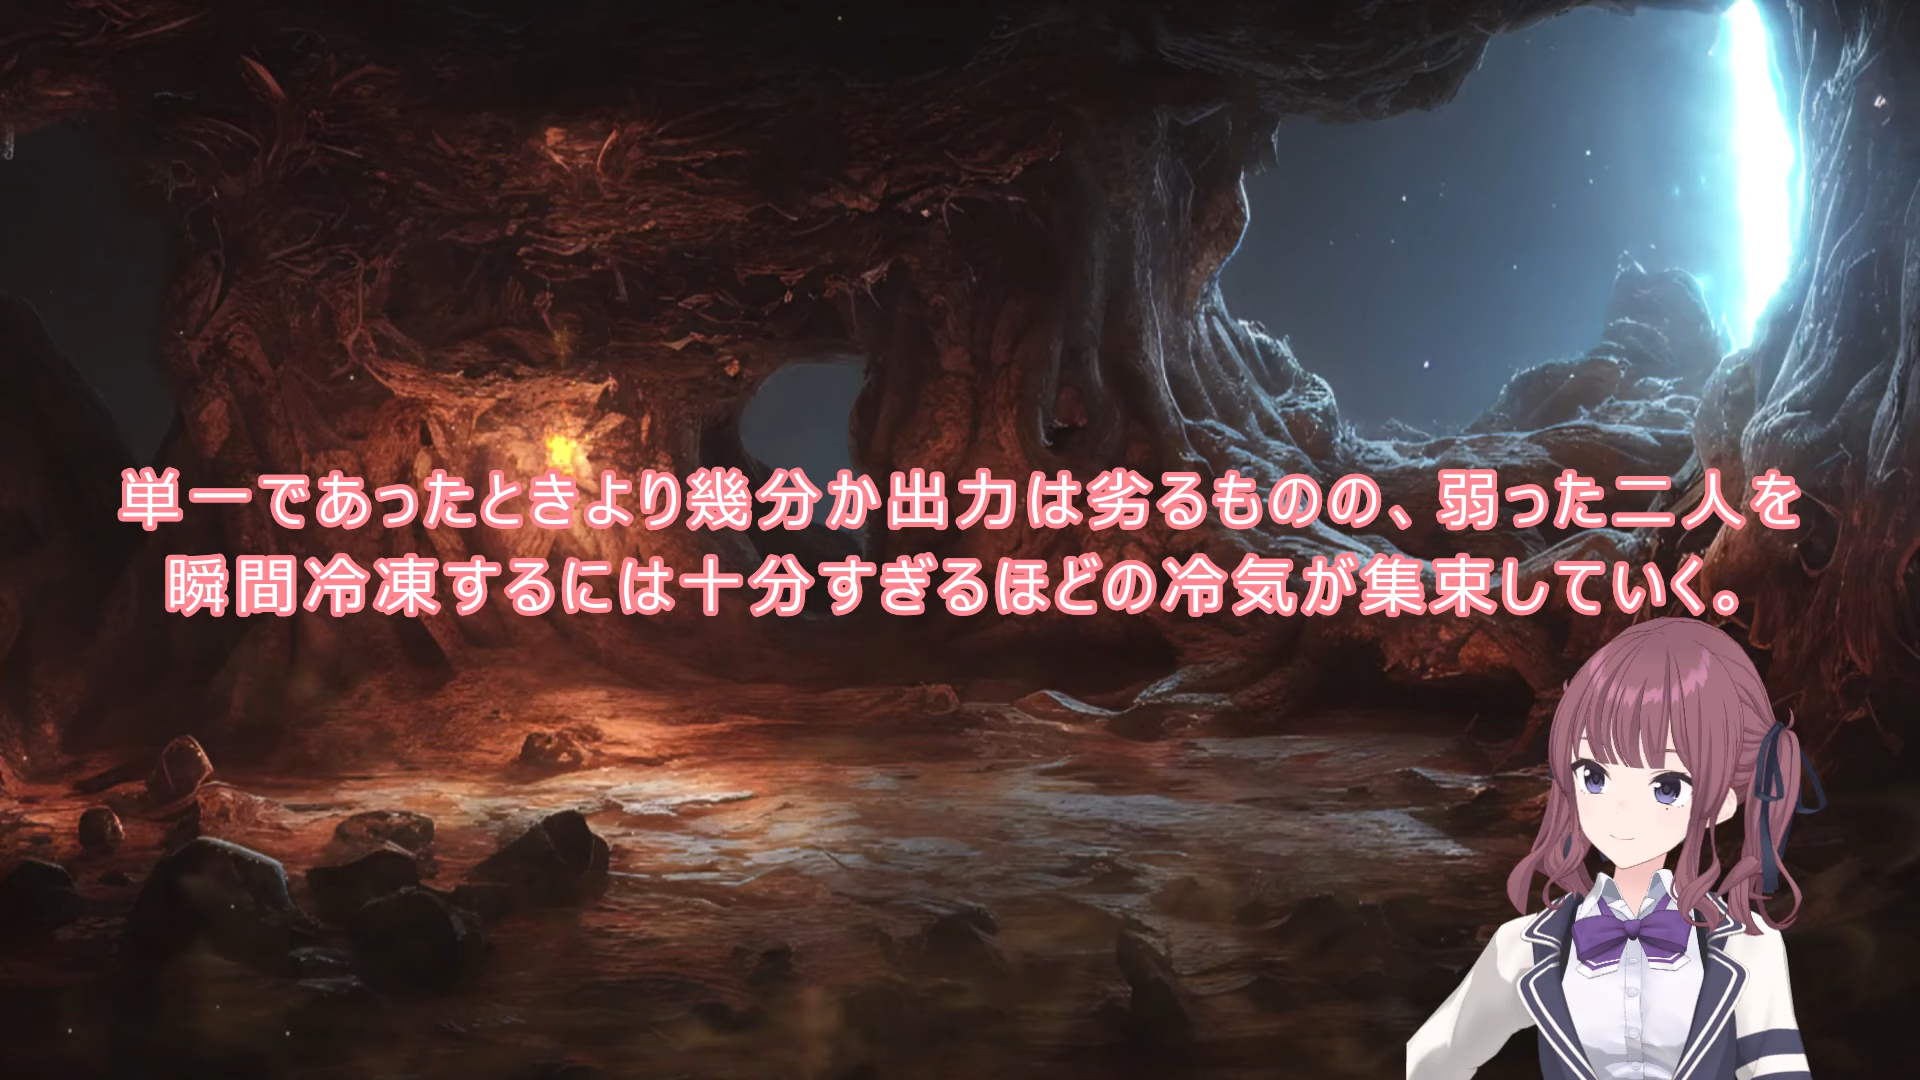 単一であったときより幾分か出力は劣るものの、弱った二人を
瞬間冷凍するには十分すぎるほどの冷気が集束していく。